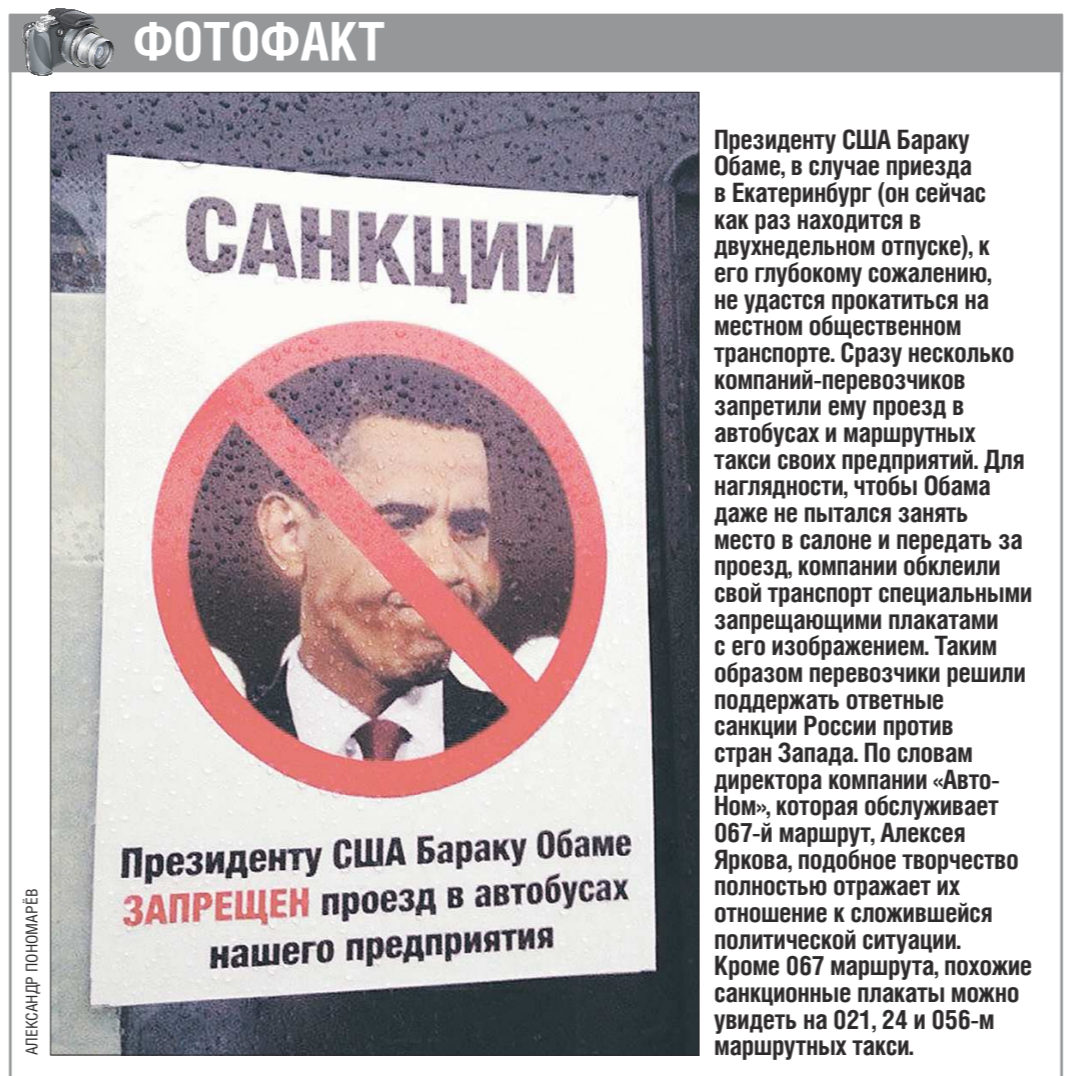 ФОТОФАКТ
САНКЦИИ
Президенту США Бараку Обаме
ЗАПРЕЩЕН проезд в автобусах
нашего предприятия
АЛЕКСАНДР ПОНОМАРЁВ
Президенту США Бараку
Обаме, в случае приезда
в Екатеринбург (он сейчас
как раз находится в
двухнедельном отпуске), к
его глубокому сожалению,
не удастся прокатиться на
местном общественном
транспорте. Сразу несколько
компаний-перевозчиков
запретили ему проезд в
автобусах и маршрутных
такси своих предприятий. Для
наглядности, чтобы Обама
даже не пытался занять
место в салоне и передать за
проезд, компании обклеили
свой транспорт специальными
запрещающими плакатами
с его изображением. Таким
образом перевозчики решили
поддержать ответные
санкции России против
стран Запада. По словам
директора компании «Авто-
Ном», которая обслуживает
067-й маршрут, Алексея
Яркова, подобное творчество
полностью отражает их
отношение к сложившейся
политической ситуации.
Кроме 067 маршрута, похожие
санкционные плакаты можно
увидеть на 021, 24 и 056-м
маршрутных такси.